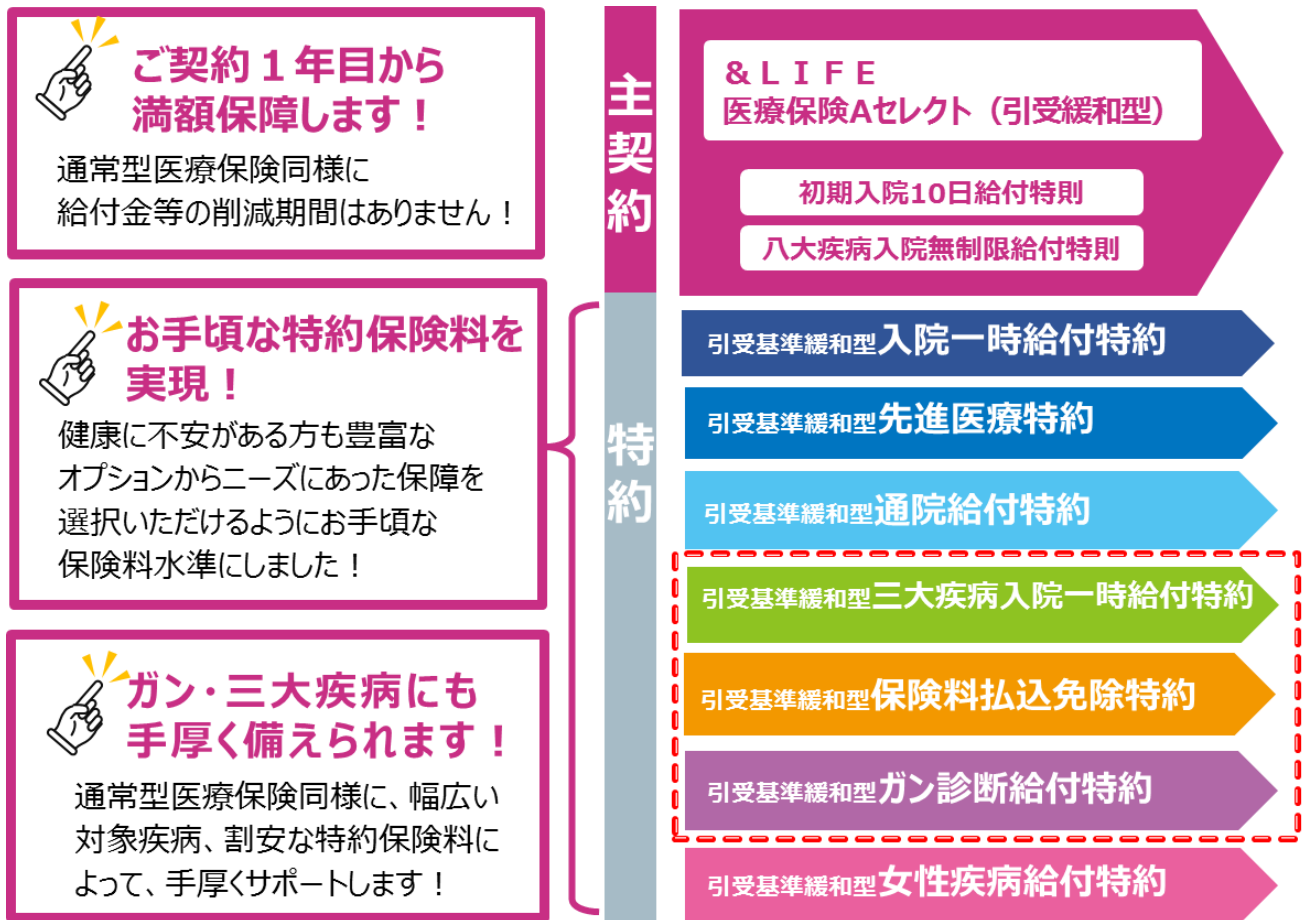 ご契約1年目から
満額保障します！
通常型医療保険同様に
給付金等の削減期間はありません！
お手頃な特約保険料を
実現！
健康に不安がある方も豊富な
オプションからニーズにあった保障を
選択いただけるようにお手頃な
保険料水準にしました！
ガン・三大疾病にも
手厚く備えられます！
通常型医療保険同様に、幅広い
対象疾病、割安な特約保険料に
よって、手厚くサポートします！
主契約
＆ＬＩＦＥ
医療保険Aセレクト（引受緩和型）
初期入院10日給付特則
八大疾病入院無制限給付特則
特約
引受基準緩和型入院一時給付特約
引受基準緩和型先進医療特約
引受基準緩和型通院給付特約
引受基準緩和型三大疾病入院一時給付特約
引受基準緩和型保険料払込免除特約
引受基準緩和型ガン診断給付特約
引受基準緩和型女性疾病給付特約